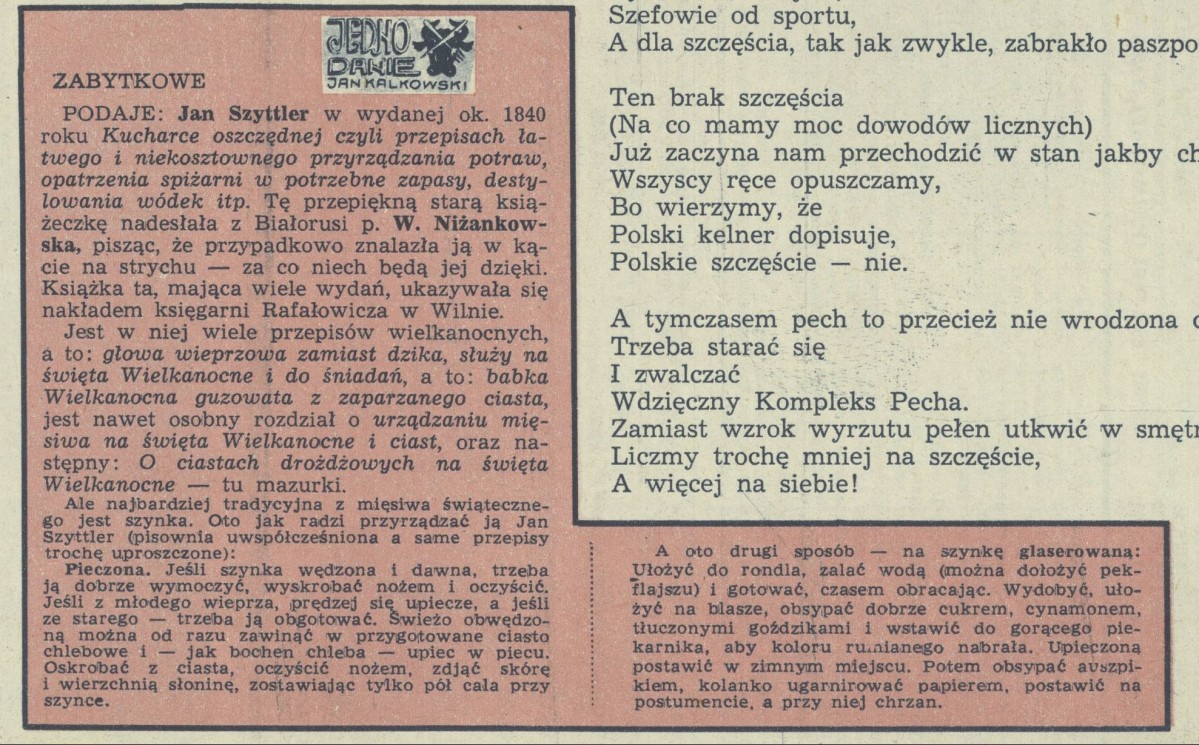 JEDNO
DANIE
JAN KALKOWSKI
ZABYTKOWE
PODAJE: Jan Szyttler w wydanej ok. 1840
roku Kucharce oszczędnej czyli przepisach ła-
twego i niekosztownego przyrządzania potraw,
opatrzenia spiżarni w potrzebne zapasy, desty-
lowania wódek itp. Tę przepiękną starą ksią-
żeczkę nadesłała z Białorusi p. W. Niżankow-
ska, pisząc, że przypadkowo znalazła ją w ką-
cie na strychu — za co niech będą jej dzięki.
Książka ta, mająca wiele wydań, ukazywała się
nakładem księgarni Rafałowicza w Wilnie.
Jest w niej wiele przepisów wielkanocnych,
a to: głowa wieprzowa zamiast dzika, służy na
święta Wielkanocne i do śniadań, a to: babka
Wielkanocna guzowata z zaparzanego ciasta,
jest nawet osobny rozdział o urządzaniu mię-
siwa na święta Wielkanocne i ciast, oraz na-
stępny: O ciastach drożdżowych na święta
Wielkanocne — tu mazurki.
Ale najbardziej tradycyjna z mięsiwa świąteczne-
go jest szynka. Oto jak radzi przyrządzać ją Jan
Szyttler (pisownia uwspółcześniona a same przepisy
trochę uproszczone):
Pieczona. Jeśli szynka wędzona i dawna, trzeba
ją dobrze wymoczyć, wyskrobać nożem i oczyścić.
Jeśli z młodego wieprza, prędzej się upiecze, a jeśli
ze starego — trzeba ją obgotować. Świeżo obwędzo-
ną można od razu zawinąć w przygotowane ciasto
chlebowe i — jak bochen chleba — upiec w piecu.
Oskrobać z ciasta, oczyścić nożem, zdjąć skórę
i wierzchnią słoninę, zostawiając tylko pół cala przy
szynce.
A oto drugi sposób — na szynkę glaserowaną:
Ułożyć do rondla, zalać wodą (można dołożyć pek-
flajszu) i gotować, czasem obracając. Wydobyć, uło-
żyć na blasze, obsypać dobrze cukrem, cynamonem,
tłuczonymi goździkami i wstawić do gorącego pie-
karnika, aby koloru rumianego nabrała. Upieczoną
postawić w zimnym miejscu. Potem obsypać auszpi-
kiem, kolanko ugarnirować papierem, postawić na
postumencie, a przy niej chrzan.
Szefowie od sportu,
A dla szczęścia, tak jak zwykle, zabrakło paszpo
Ten brak szczęścia
(Na co mamy moc dowodów licznych)
Już zaczyna nam przechodzić w stan jakby ch
Wszyscy ręce opuszczamy,
Bo wierzymy, że
Polski kelner dopisuje,
Polskie szczęście — nie.
A tymczasem pech to przecież nie wrodzona
Trzeba starać się
I zwalczać
Wdzięczny Kompleks Pecha.
Zamiast wzrok wyrzutu pełen utkwić w smętn
Liczmy trochę mniej na szczęście,
A więcej na siebie!